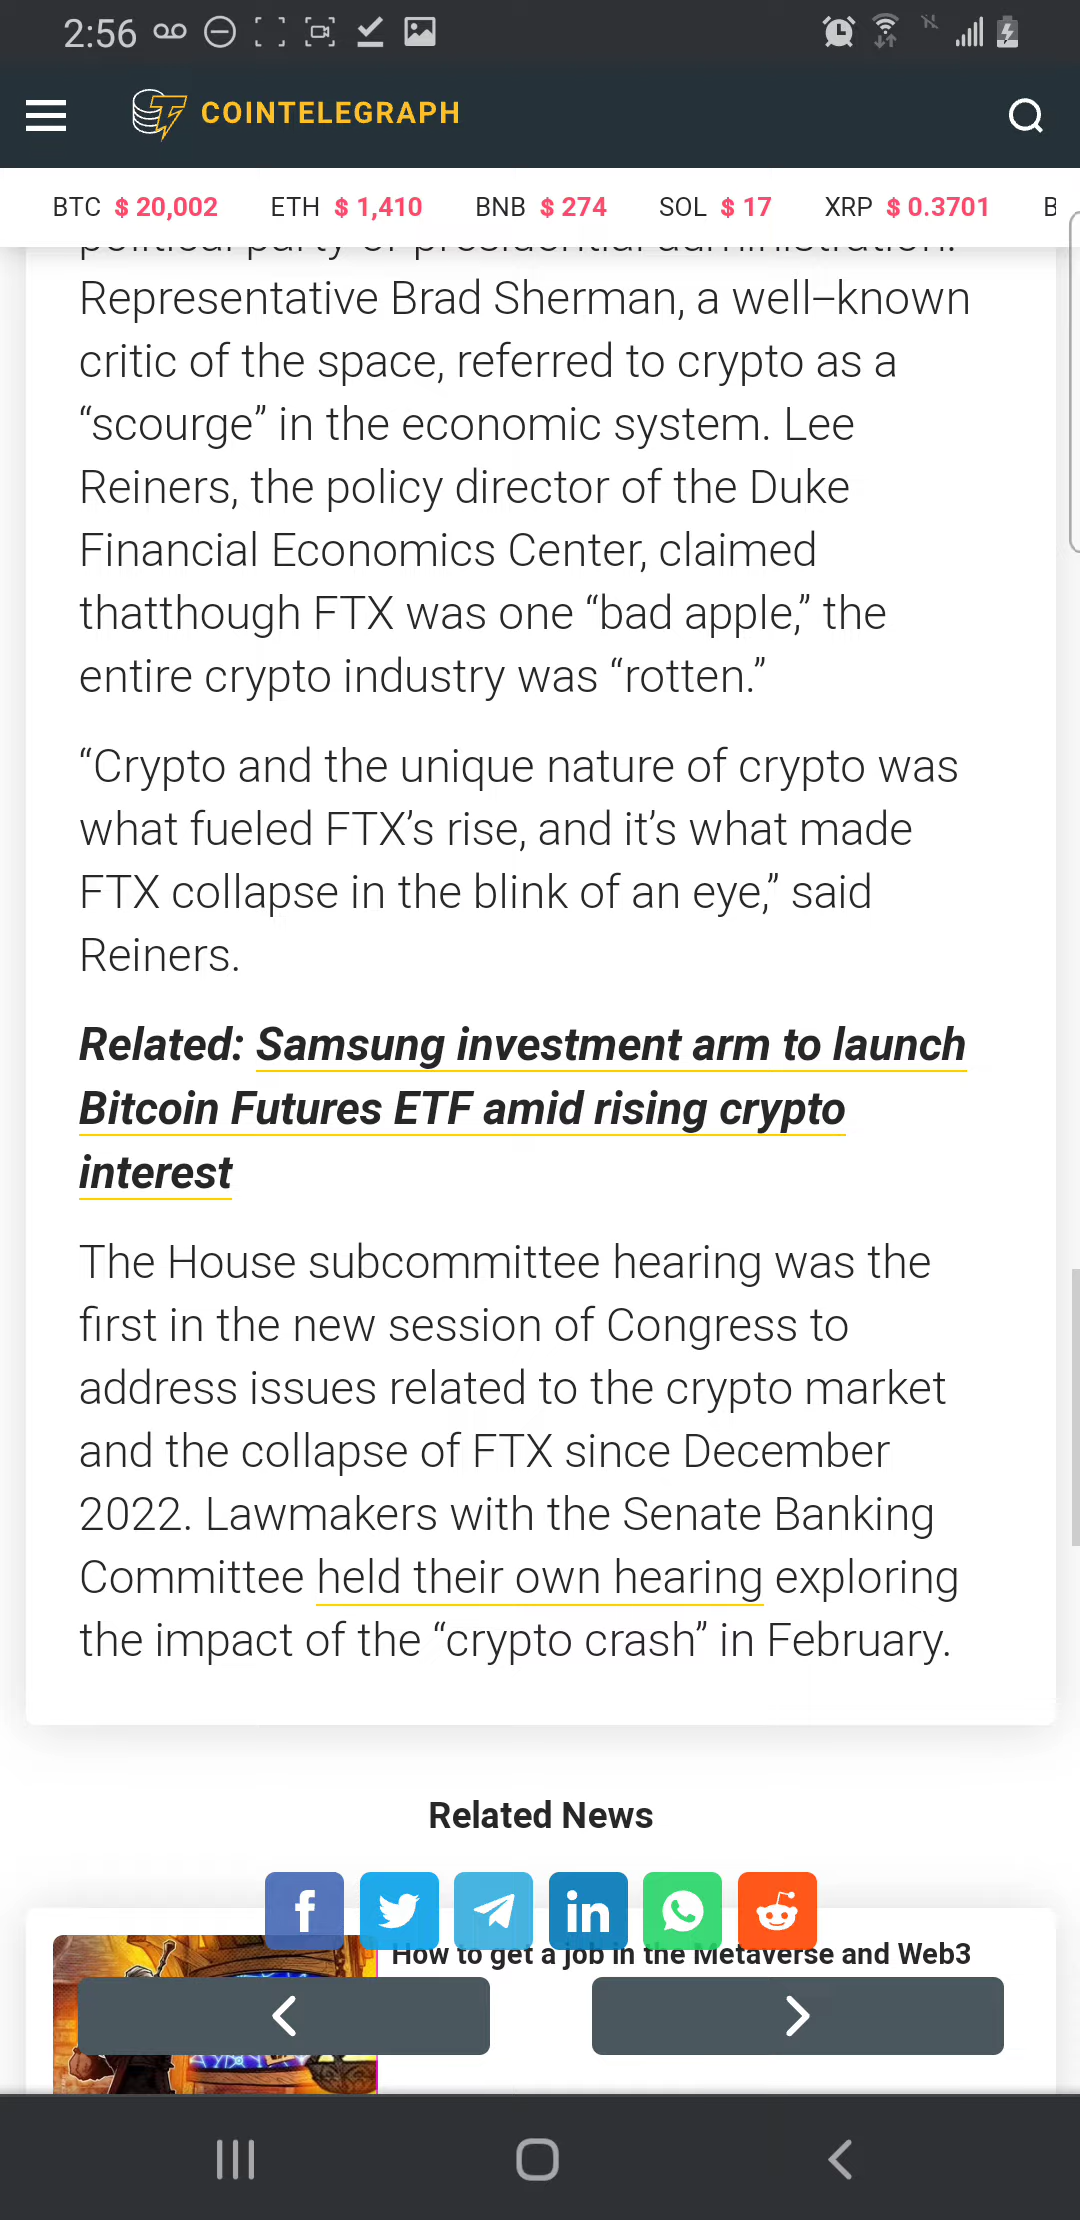 2:56
COINTELEGRAPH
BTC $ 20,002 ETH $ 1,410 BNB $ 274 SOL $ 17 XRP $ 0.3701 B
political party or presidential administration.
Representative Brad Sherman, a well-known
critic of the space, referred to crypto as a
“scourge” in the economic system. Lee
Reiners, the policy director of the Duke
Financial Economics Center, claimed
thatthough FTX was one “bad apple,” the
entire crypto industry was “rotten.”
“Crypto and the unique nature of crypto was
what fueled FTX’s rise, and it’s what made
FTX collapse in the blink of an eye,” said
Reiners.
Related: Samsung investment arm to launch
Bitcoin Futures ETF amid rising crypto
interest
The House subcommittee hearing was the
first in the new session of Congress to
address issues related to the crypto market
and the collapse of FTX since December
2022. Lawmakers with the Senate Banking
Committee held their own hearing exploring
the impact of the “crypto crash” in February.
Related News
How to get a job in the Metaverse and Web3